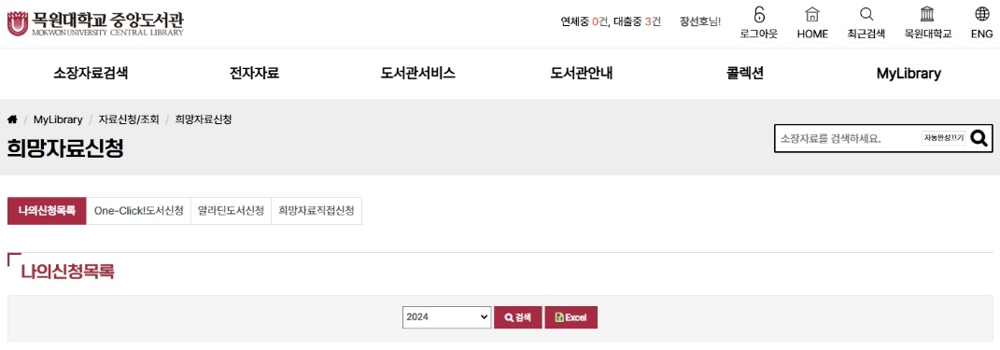 목원대학교 중앙도서관
MOKWON UNIVERSITY CENTRAL LIBRARY
연체중 0건, 대출중 3건 장선호님!
로그아웃 HOME 최근검색 목원대학교 ENG
소장자료검색 전자자료 도서관서비스 도서관안내 콜렉션 MyLibrary
/ MyLibrary / 자료신청/조회 / 희망자료신청
희망자료신청
소장자료를 검색하세요. 자동완성끄기
나의신청목록 One-Click!도서신청 알라딘도서신청 희망자료직접신청
나의신청목록
2024 검색 Excel